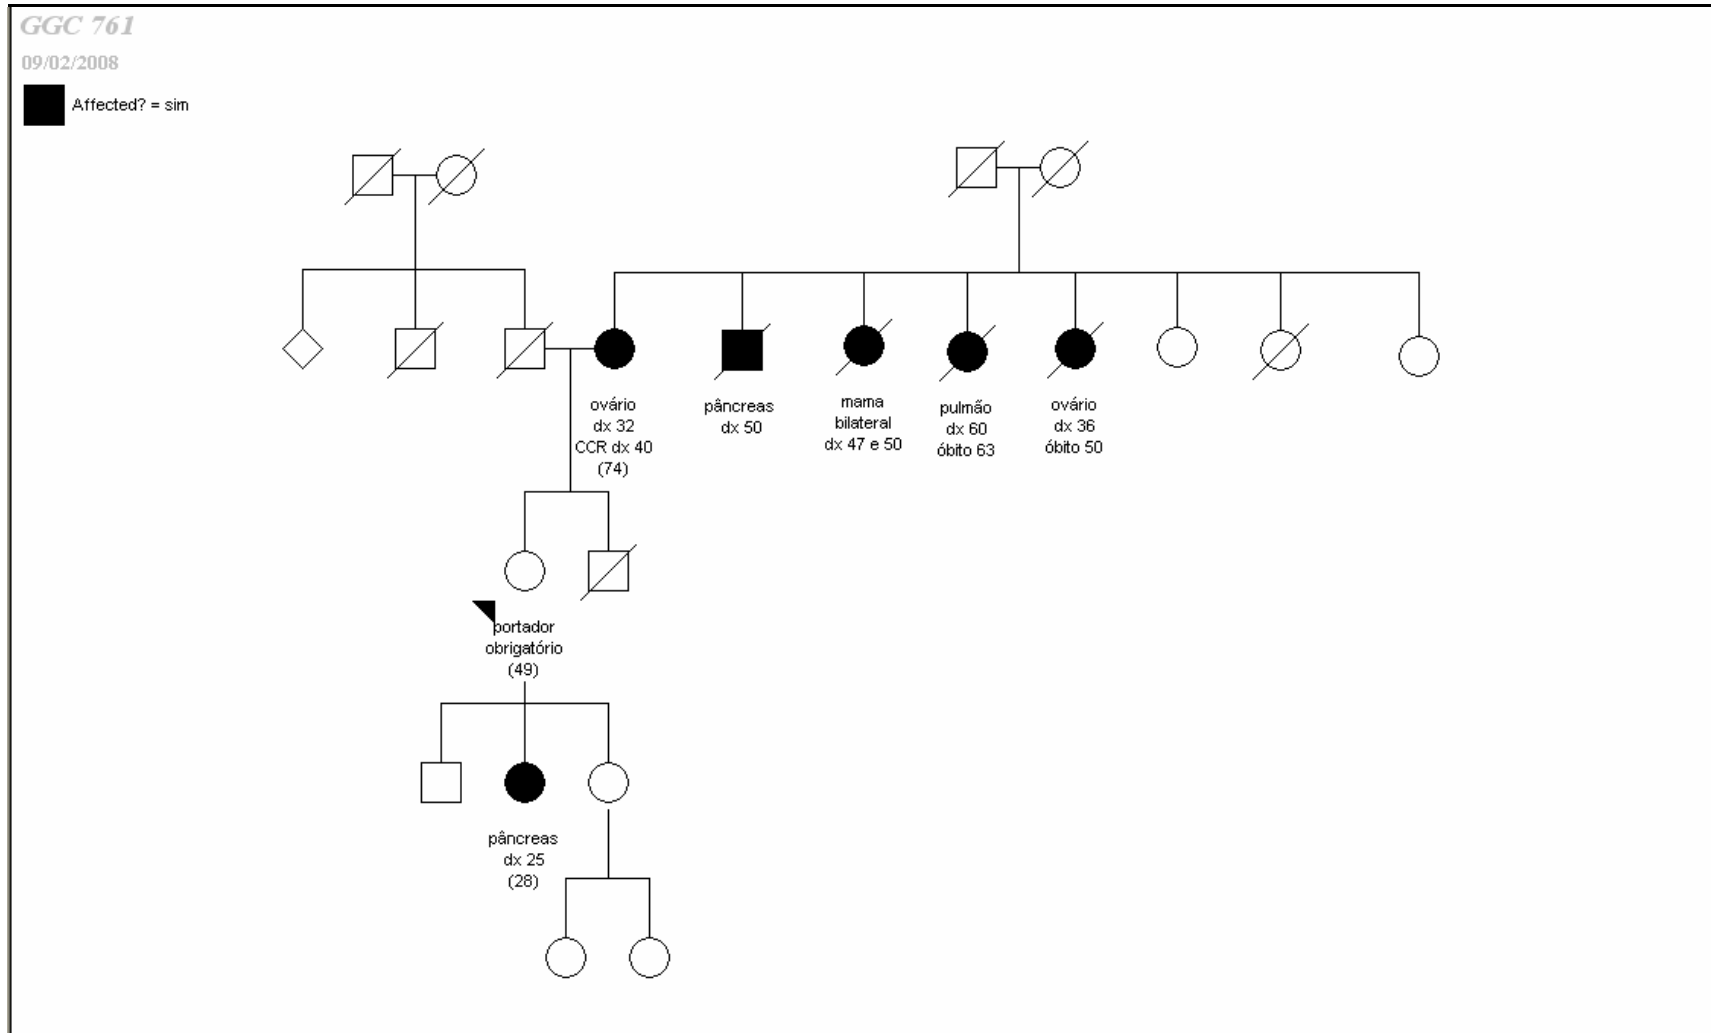 GGC 761
09/02/2008
Affected? = sim
ovário
dx 32
CCR dx 40
(74)
pâncreas
dx 50
mama
bilateral
dx 47 e 50
pulmão
dx 60
óbito 63
ovário
dx 36
óbito 50
portador
obrigatório
(49)
pâncreas
dx 25
(28)